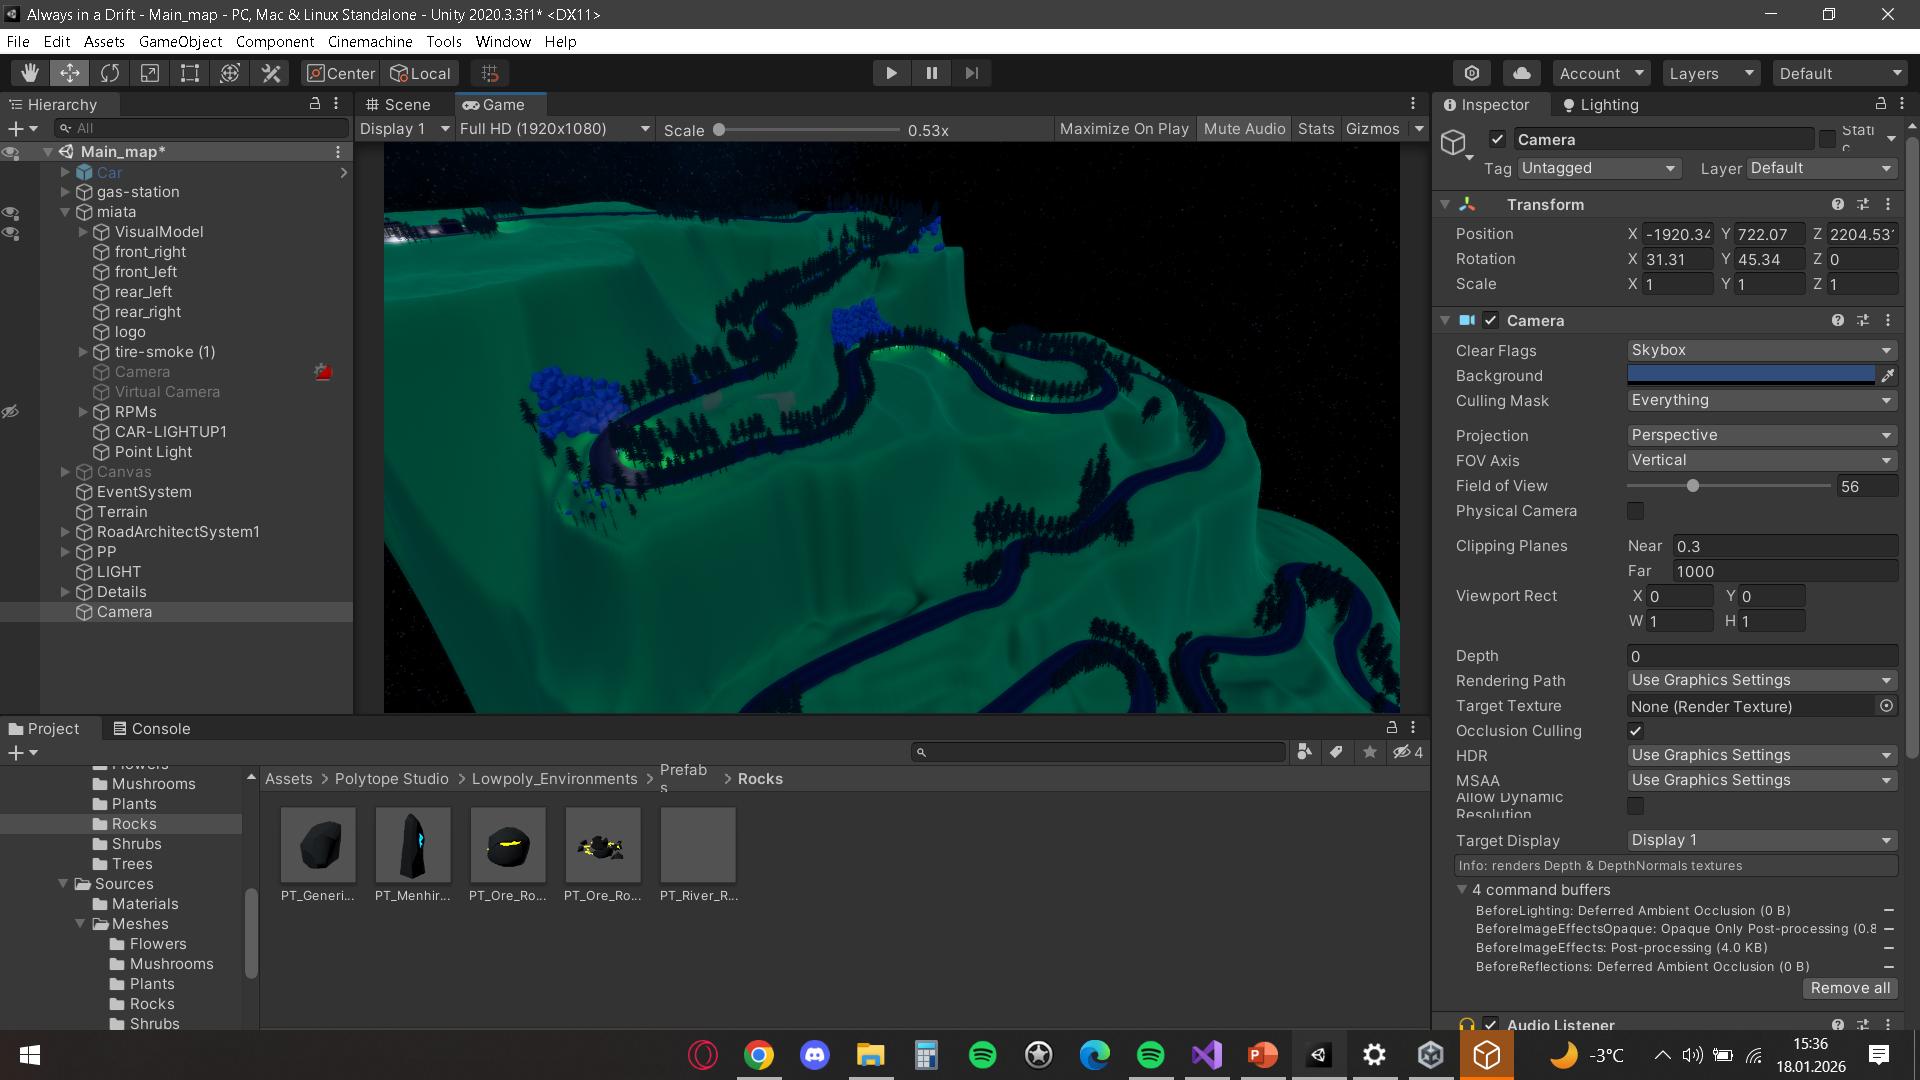 Always in a Drift - Main_map - PC, Mac & Linux Standalone - Unity 2020.3.3f1* <DX11>
File Edit Assets GameObject Component Cinemachine Tools Window Help
Center Local Account Layers Default
Hierarchy
All
Main_map*
Car
gas-station
miata
VisualModel
front_right
front_left
rear_left
rear_right
logo
tire-smoke (1)
Camera
Virtual Camera
RPMs
CAR-LIGHTUP1
Point Light
Canvas
EventSystem
Terrain
RoadArchitectSystem1
PP
LIGHT
Details
Camera
Scene Game
Display 1 Full HD (1920x1080) Scale 0.53x Maximize On Play Mute Audio Stats Gizmos
Inspector Lighting
Camera Stati
c
Tag Untagged Layer Default
Transform
Position X -1920.34 Y 722.07 Z 2204.531
Rotation X 31.31 Y 45.34 Z 0
Scale X 1 Y 1 Z 1
Camera
Clear Flags Skybox
Background
Culling Mask Everything
Projection Perspective
FOV Axis Vertical
Field of View 56
Physical Camera
Clipping Planes Near 0.3
Far 1000
Viewport Rect X 0 Y 0
W 1 H 1
Depth 0
Rendering Path Use Graphics Settings
Target Texture None (Render Texture)
Occlusion Culling
HDR Use Graphics Settings
MSAA Use Graphics Settings
Allow Dynamic
Resolution
Target Display Display 1
Info: renders Depth & DepthNormals textures
4 command buffers
BeforeLighting: Deferred Ambient Occlusion (0 B)
BeforeImageEffectsOpaque: Opaque Only Post-processing (0.8
BeforeImageEffects: Post-processing (4.0 KB)
BeforeReflections: Deferred Ambient Occlusion (0 B)
Remove all
Audio Listener
Project Console
4
Flowers
Mushrooms
Plants
Rocks
Shrubs
Trees
Sources
Materials
Meshes
Flowers
Mushrooms
Plants
Rocks
Shrubs
Assets > Polytope Studio > Lowpoly_Environments > Prefab
s > Rocks
PT_Generi... PT_Menhir... PT_Ore_Ro... PT_Ore_Ro... PT_River_R...
-3°C
15:36
18.01.2026